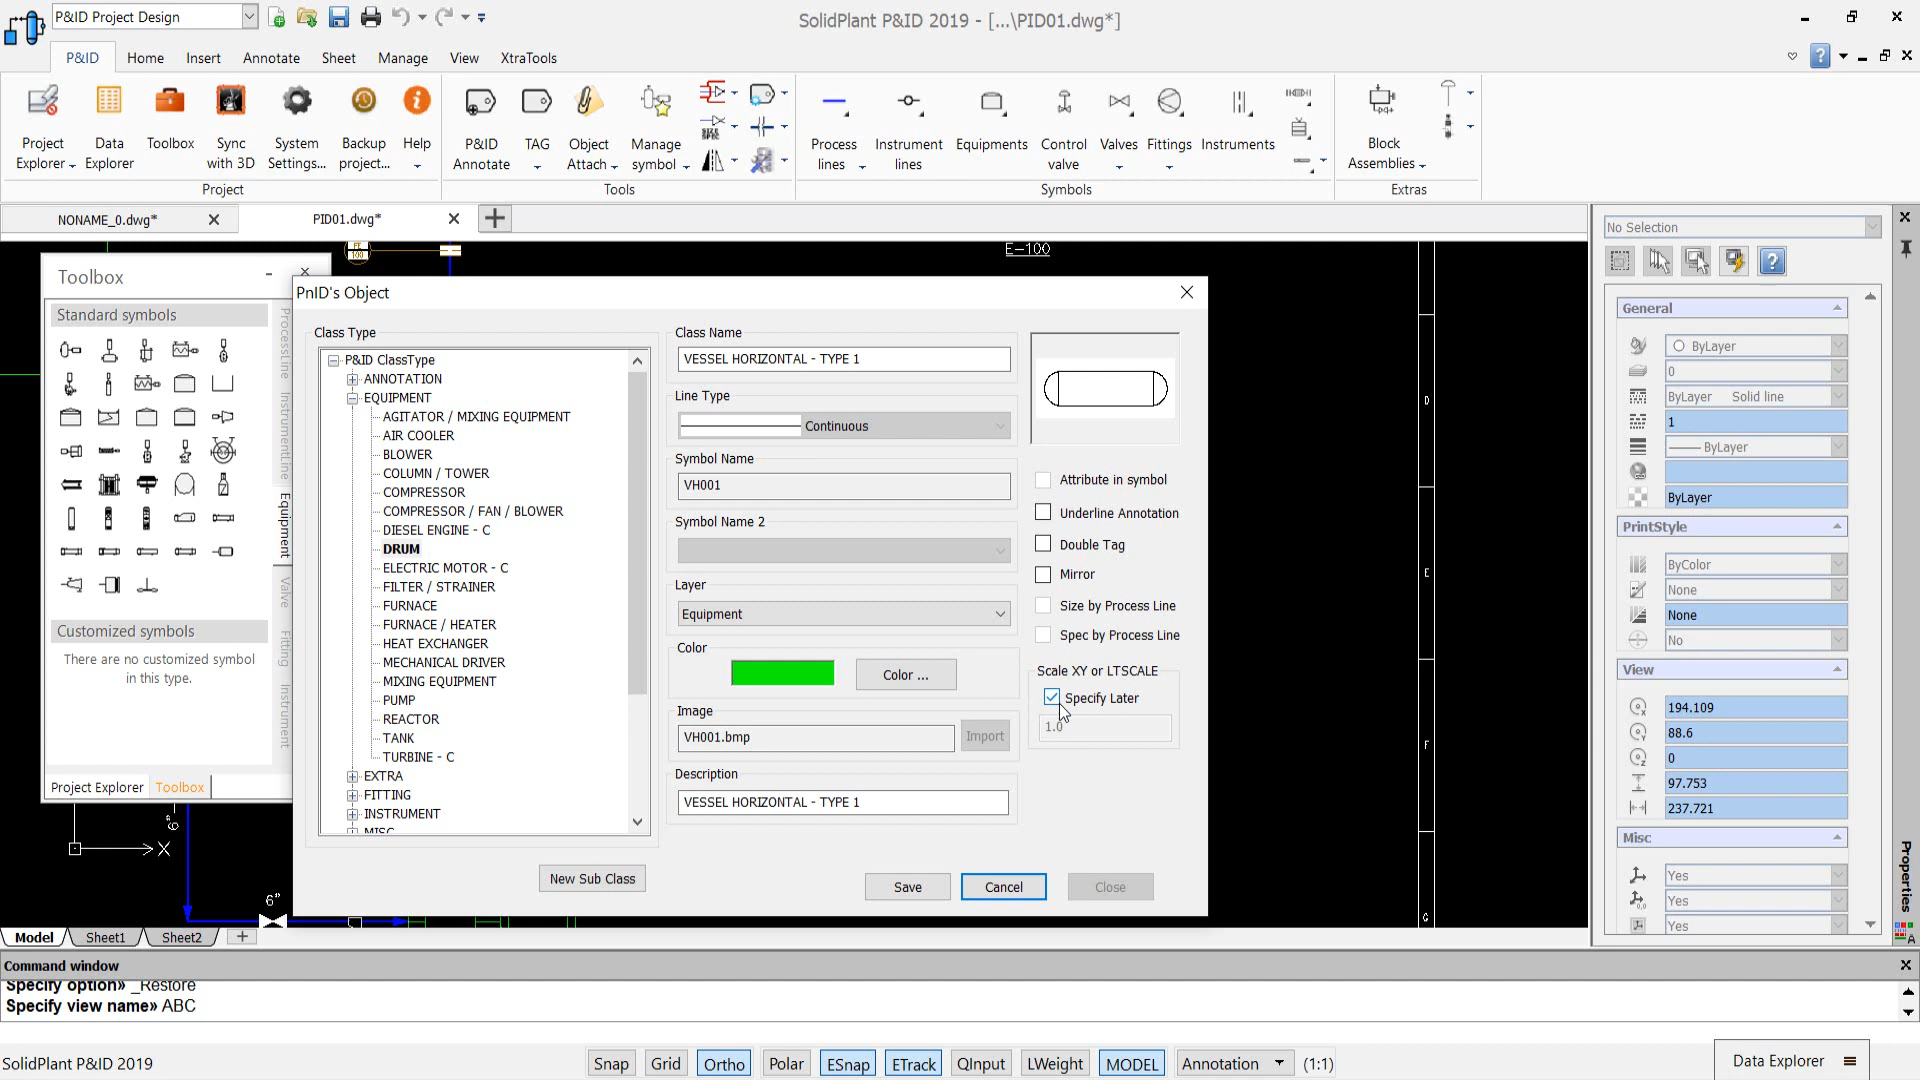 P&ID Project Design
SolidPlant P&ID 2019 - [...\PID01.dwg*]
P&ID Home Insert Annotate Sheet Manage View XtraTools
Project Explorer
Data Explorer
Toolbox
Sync with 3D
System Settings...
Backup project...
Help
Project
P&ID Annotate
TAG
Object Attach
Manage symbol
Tools
Process lines
Instrument lines
Equipments
Control valve
Valves
Fittings
Instruments
Symbols
Block Assemblies
Extras
NONAME_0.dwg*
PID01.dwg*
E-100
100
Toolbox
Standard symbols
Customized symbols
There are no customized symbol
in this type.
Project Explorer
Toolbox
ProcessLine
InstrumentLine
Equipment
Valve
Fitting
Instrument
PnID's Object
Class Type
P&ID ClassType
ANNOTATION
EQUIPMENT
AGITATOR / MIXING EQUIPMENT
AIR COOLER
BLOWER
COLUMN / TOWER
COMPRESSOR
COMPRESSOR / FAN / BLOWER
DIESEL ENGINE - C
DRUM
ELECTRIC MOTOR - C
FILTER / STRAINER
FURNACE
FURNACE / HEATER
HEAT EXCHANGER
MECHANICAL DRIVER
MIXING EQUIPMENT
PUMP
REACTOR
TANK
TURBINE - C
EXTRA
FITTING
INSTRUMENT
MISC
New Sub Class
Class Name
VESSEL HORIZONTAL - TYPE 1
Line Type
Continuous
Symbol Name
VH001
Symbol Name 2
Layer
Equipment
Color
Color ...
Image
VH001.bmp
Import
Description
VESSEL HORIZONTAL - TYPE 1
Attribute in symbol
Underline Annotation
Double Tag
Mirror
Size by Process Line
Spec by Process Line
Scale XY or LTSCALE
Specify Later
1.0
Save
Cancel
Close
D
E
F
G
6"
X
6"
No Selection
General
ByLayer
0
ByLayer Solid line
1
ByLayer
ByLayer
PrintStyle
ByColor
None
None
No
View
194.109
88.6
0
97.753
237.721
Misc
Yes
Yes
Yes
Properties
Model
Sheet1
Sheet2
Command window
Specify option» _Restore
Specify view name» ABC
SolidPlant P&ID 2019
Snap Grid Ortho Polar ESnap ETrack QInput LWeight MODEL Annotation (1:1)
Data Explorer